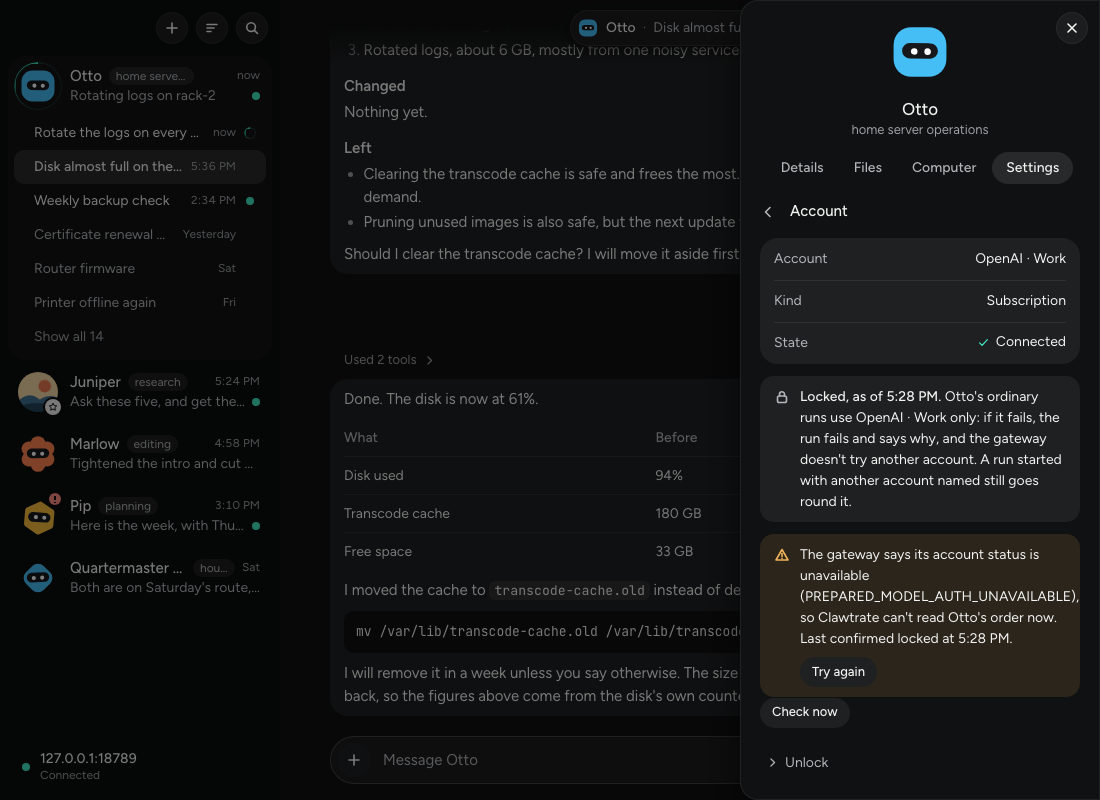 Otto home serve... now
Rotating logs on rack-2
Rotate the logs on every ... now
Disk almost full on the... 5:36 PM
Weekly backup check 2:34 PM
Certificate renewal ... Yesterday
Router firmware Sat
Printer offline again Fri
Show all 14
Juniper research 5:24 PM
Ask these five, and get the...
Marlow editing 4:58 PM
Tightened the intro and cut ...
Pip planning 3:10 PM
Here is the week, with Thu...
Quartermaster ... hou... Sat
Both are on Saturday's route,...
127.0.0.1:18789
Connected
Otto · Disk almost fu
3. Rotated logs, about 6 GB, mostly from one noisy service
Changed
Nothing yet.
Left
• Clearing the transcode cache is safe and frees the most.
demand.
• Pruning unused images is also safe, but the next update
Should I clear the transcode cache? I will move it aside first
Used 2 tools
Done. The disk is now at 61%.
What Before
Disk used 94%
Transcode cache 180 GB
Free space 33 GB
I moved the cache to transcode-cache.old instead of de
mv /var/lib/transcode-cache.old /var/lib/transcod
I will remove it in a week unless you say otherwise. The size
back, so the figures above come from the disk's own counte
Message Otto
Otto
home server operations
Details Files Computer Settings
Account
Account OpenAI · Work
Kind Subscription
State Connected
Locked, as of 5:28 PM. Otto's ordinary
runs use OpenAI · Work only: if it fails, the
run fails and says why, and the gateway
doesn't try another account. A run started
with another account named still goes
round it.
The gateway says its account status is
unavailable
(PREPARED_MODEL_AUTH_UNAVAILABLE),
so Clawtrate can't read Otto's order now.
Last confirmed locked at 5:28 PM.
Try again
Check now
Unlock